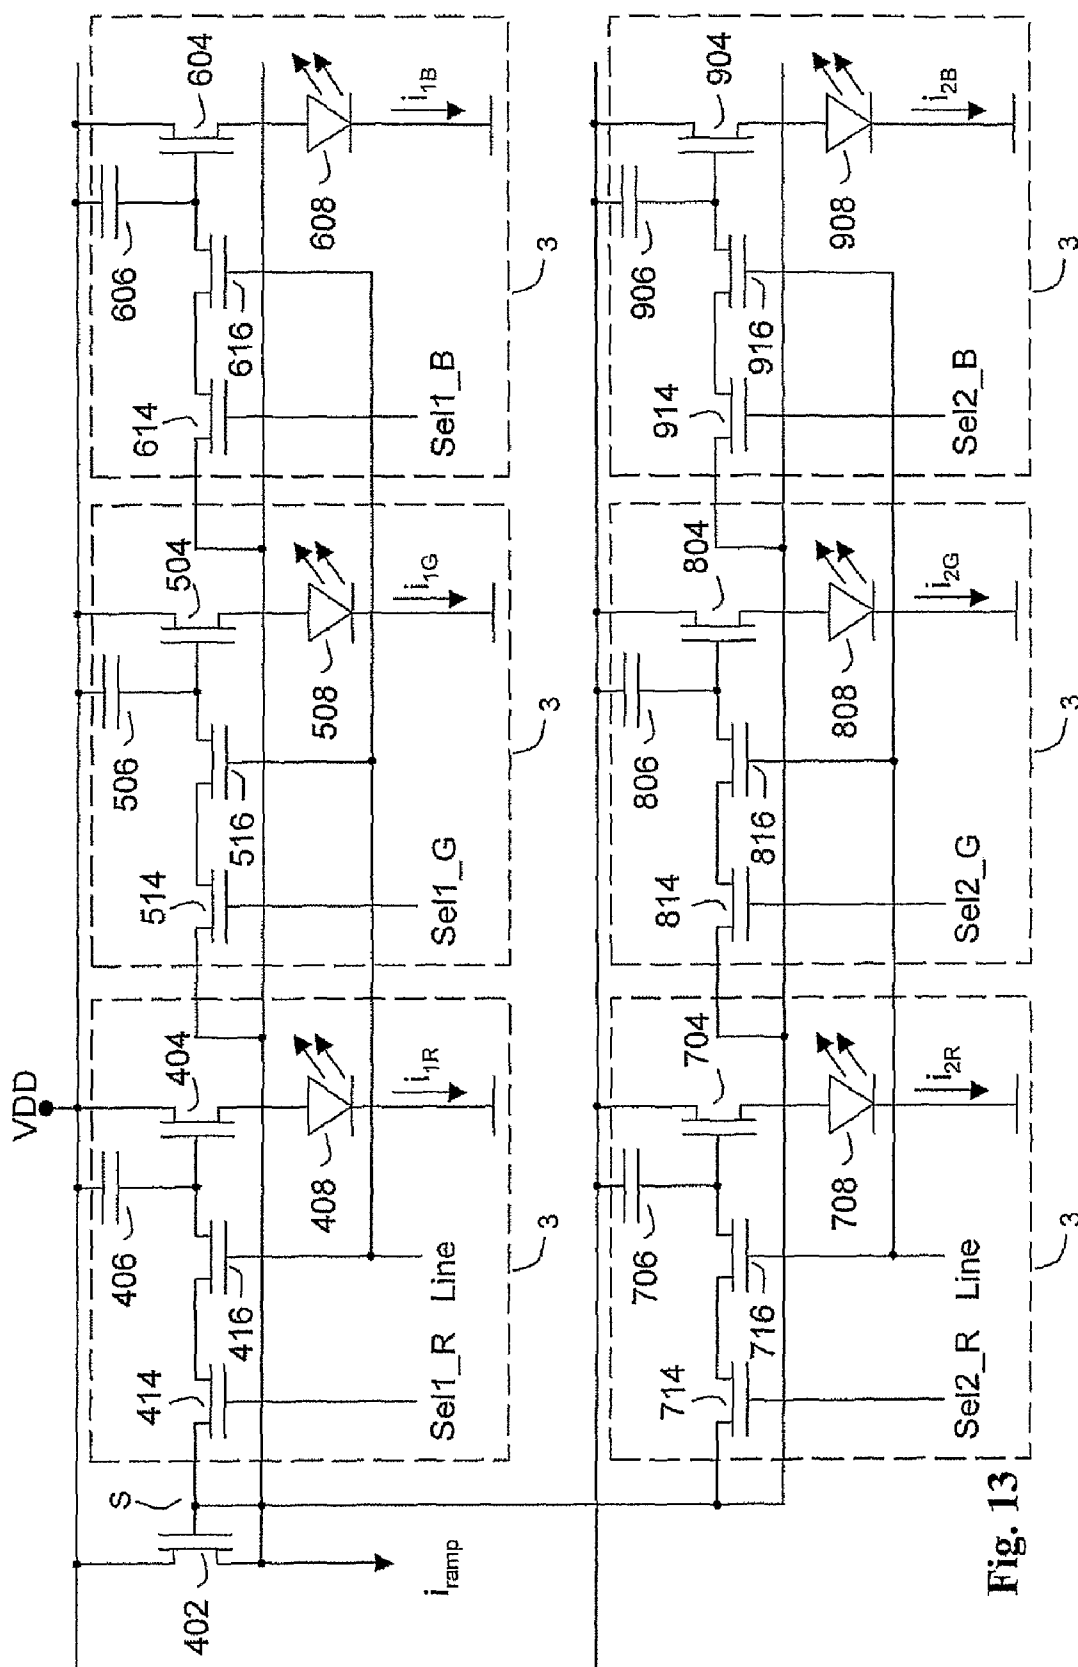 VDD
S
402
i_ramp
414
416
406
404
408
i_1R
Sel1_R
Line
3
514
516
506
504
508
i_1G
Sel1_G
3
614
616
606
604
608
i_1B
Sel1_B
3
714
716
706
704
708
i_2R
Sel2_R
Line
3
814
816
806
804
808
i_2G
Sel2_G
3
914
916
906
904
908
i_2B
Sel2_B
3
Fig. 13